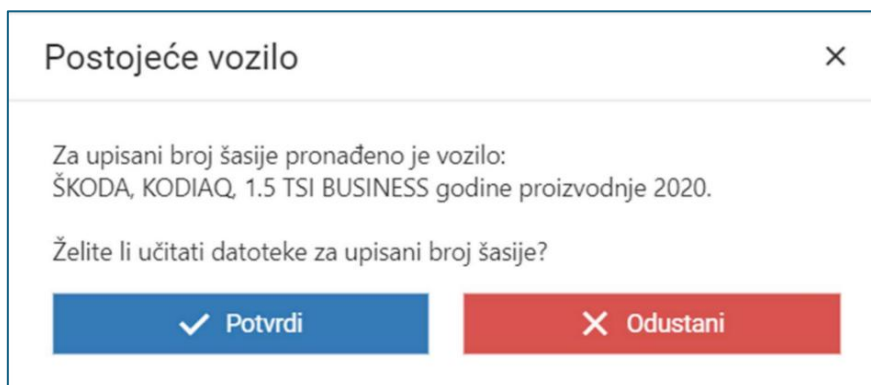 Postojeće vozilo
Za upisani broj šasije pronađeno je vozilo:
ŠKODA, KODIAQ, 1.5 TSI BUSINESS godine proizvodnje 2020.
Želite li učitati datoteke za upisani broj šasije?
Potvrdi
Odustani